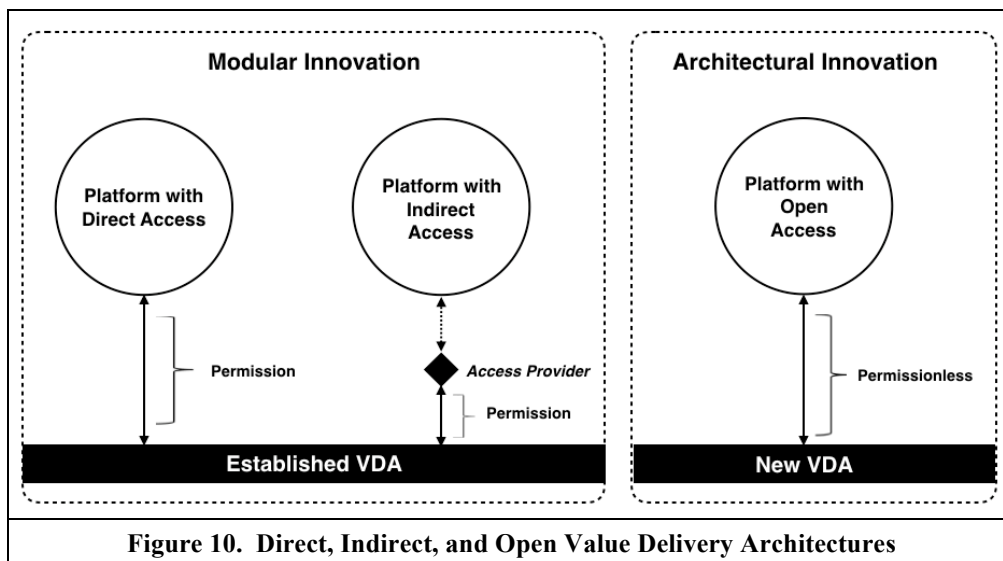 Modular Innovation
Platform with
Direct Access
Platform with
Indirect
Access
Permission
Access Provider
Permission
Established VDA
Architectural Innovation
Platform with
Open
Access
Permissionless
New VDA
Figure 10. Direct, Indirect, and Open Value Delivery Architectures